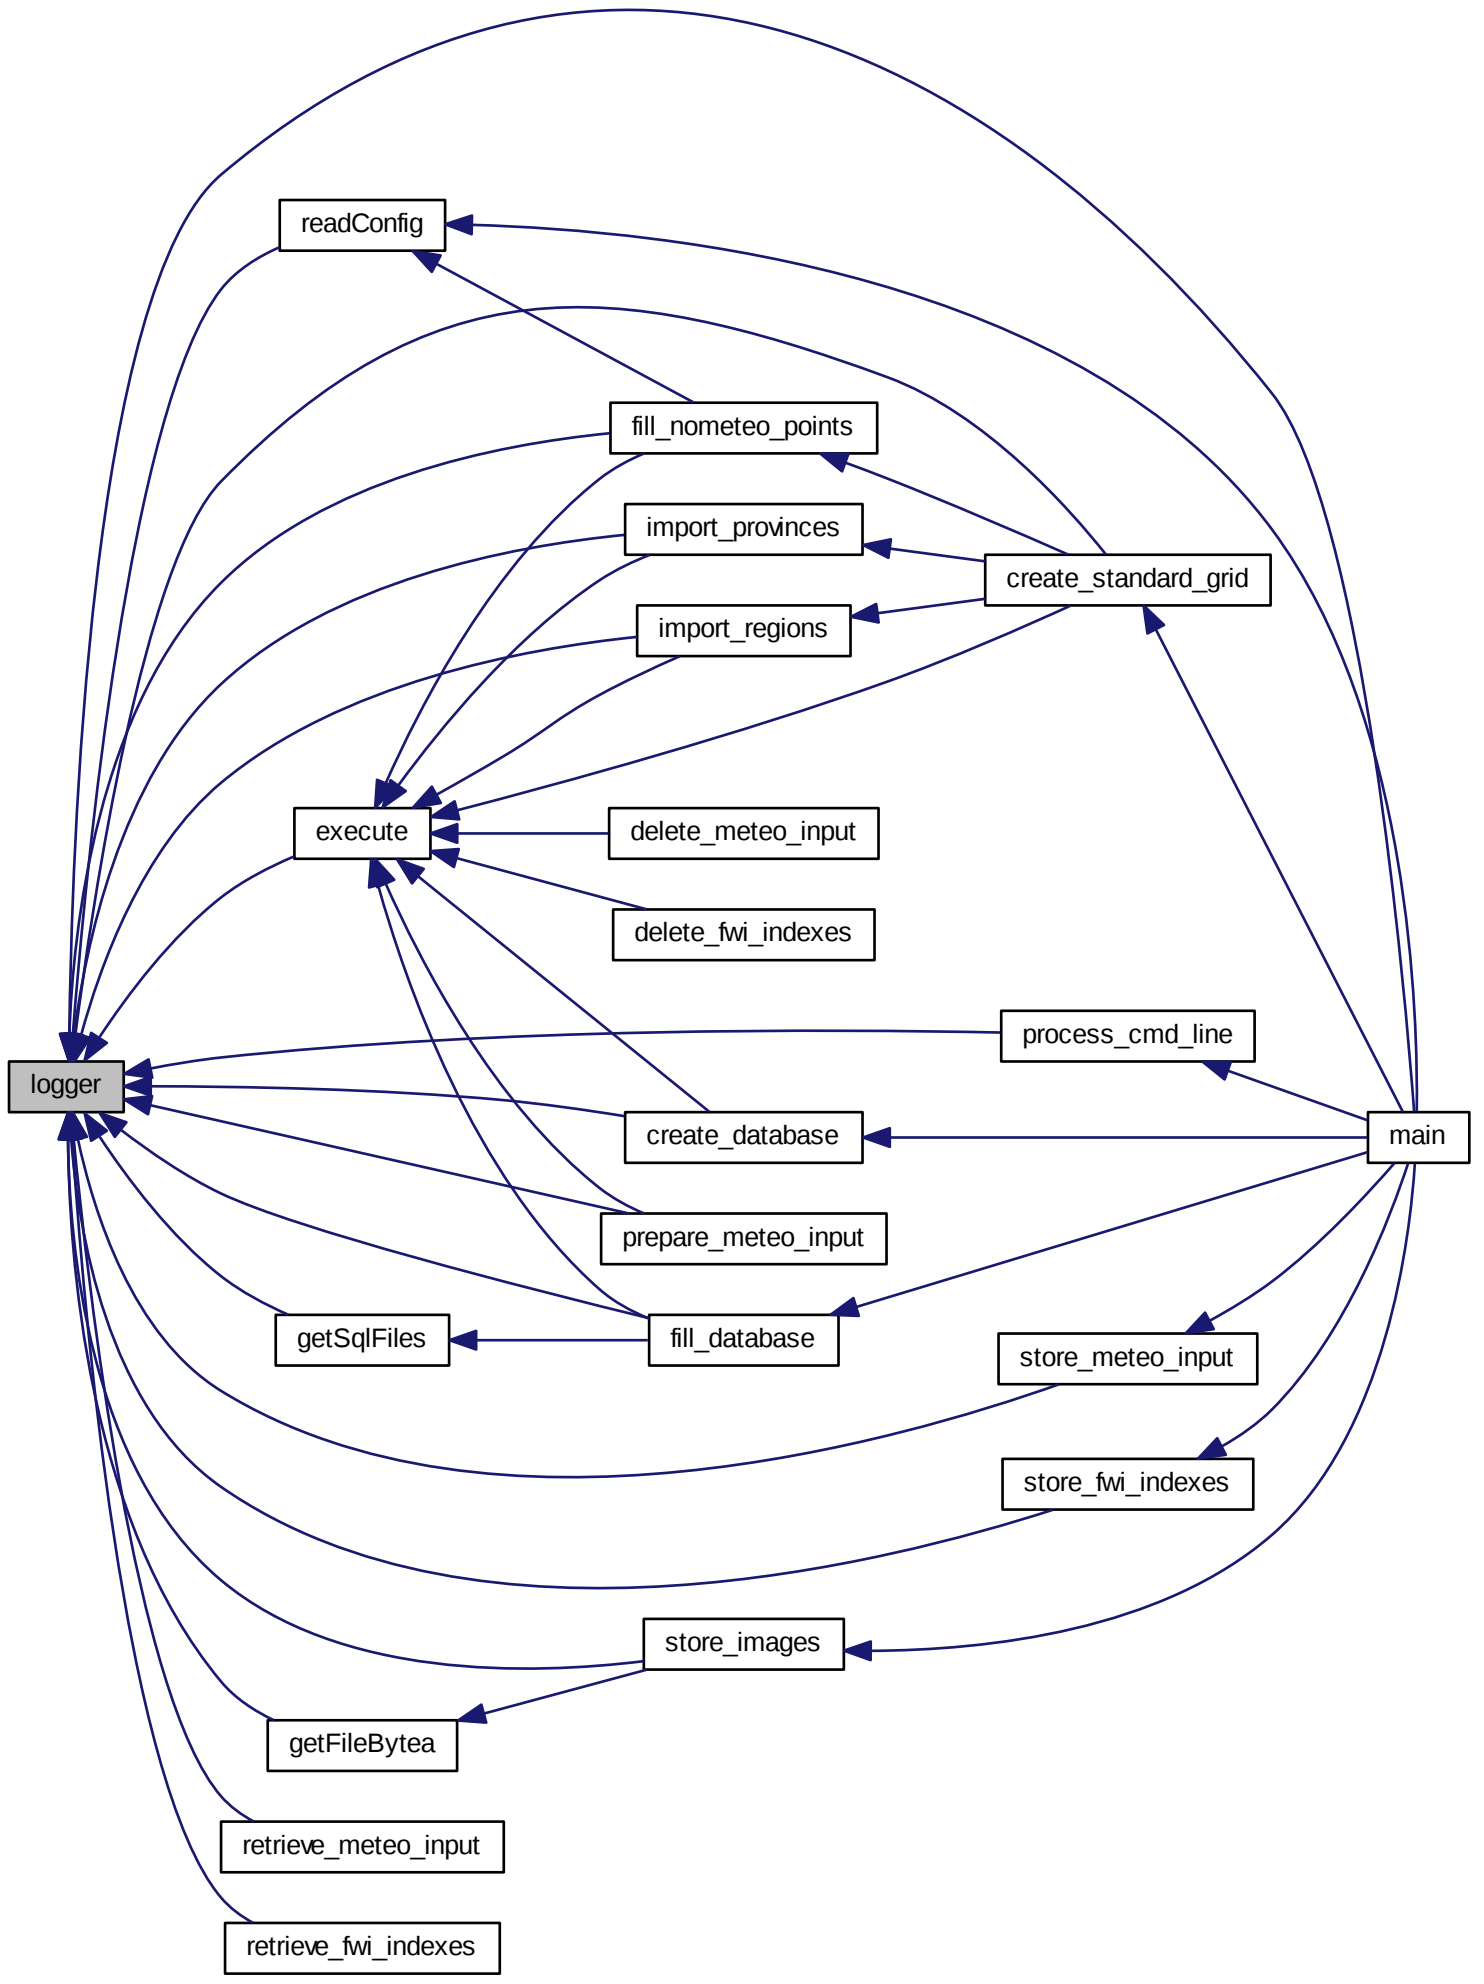 readConfig
fill_nometeo_points
import_provinces
create_standard_grid
import_regions
execute
delete_meteo_input
delete_fwi_indexes
process_cmd_line
logger
create_database
main
prepare_meteo_input
getSqlFiles
fill_database
store_meteo_input
store_fwi_indexes
store_images
getFileBytea
retrieve_meteo_input
retrieve_fwi_indexes